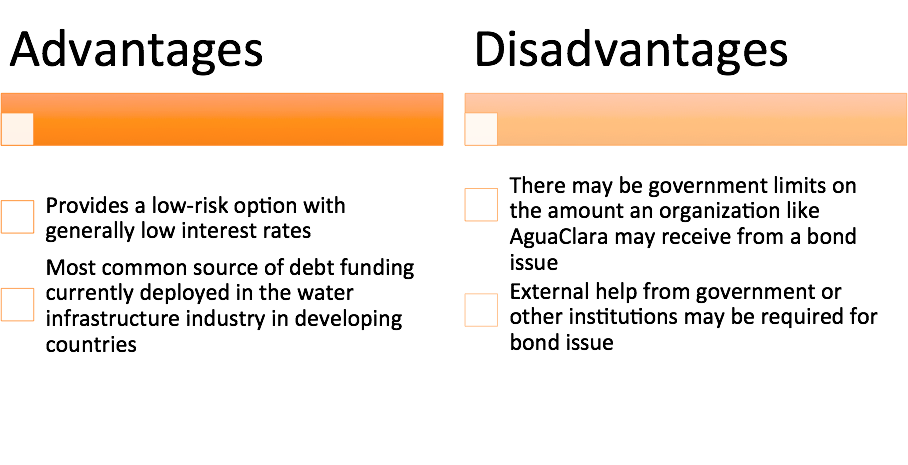 Advantages
Provides a low-risk option with
generally low interest rates
Most common source of debt funding
currently deployed in the water
infrastructure industry in developing
countries
Disadvantages
There may be government limits on
the amount an organization like
AguaClara may receive from a bond
issue
External help from government or
other institutions may be required for
bond issue